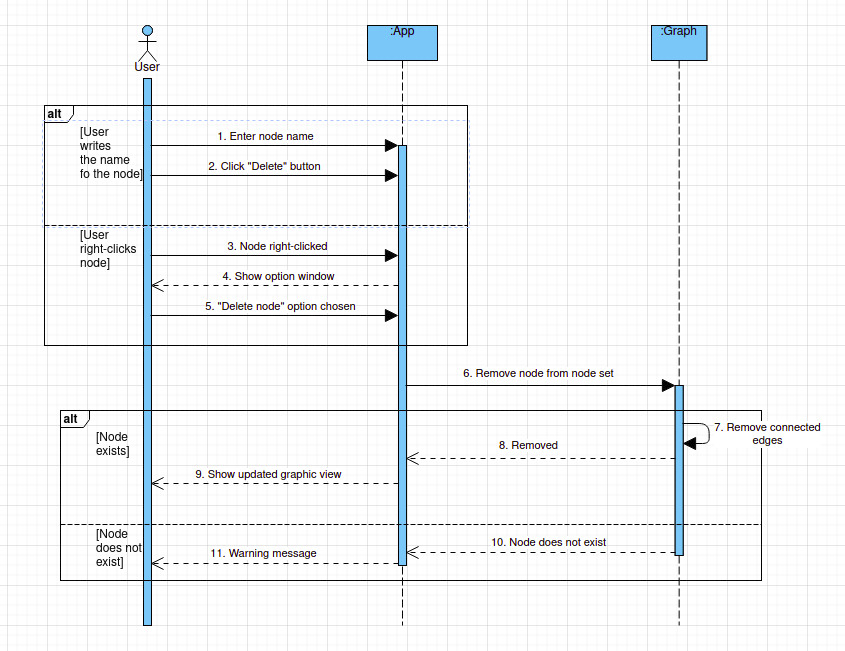 :App
:Graph
User
alt
[User
writes
the name
fo the node]
1. Enter node name
2. Click "Delete" button
[User
right-clicks
node]
3. Node right-clicked
4. Show option window
5. "Delete node" option chosen
6. Remove node from node set
alt
[Node
exists]
7. Remove connected
edges
8. Removed
9. Show updated graphic view
[Node
does not
exist]
10. Node does not exist
11. Warning message